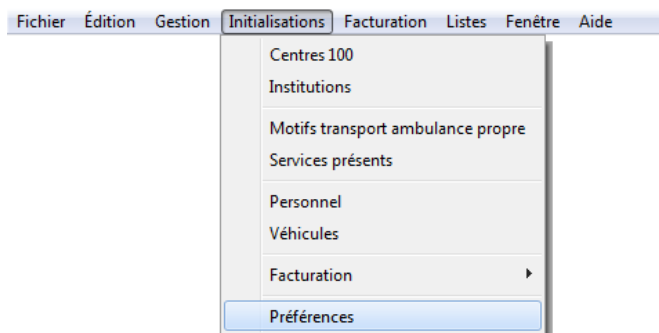 Fichier Édition Gestion Initialisations Facturation Listes Fenêtre Aide
Centres 100
Institutions
Motifs transport ambulance propre
Services présents
Personnel
Véhicules
Facturation
Préférences